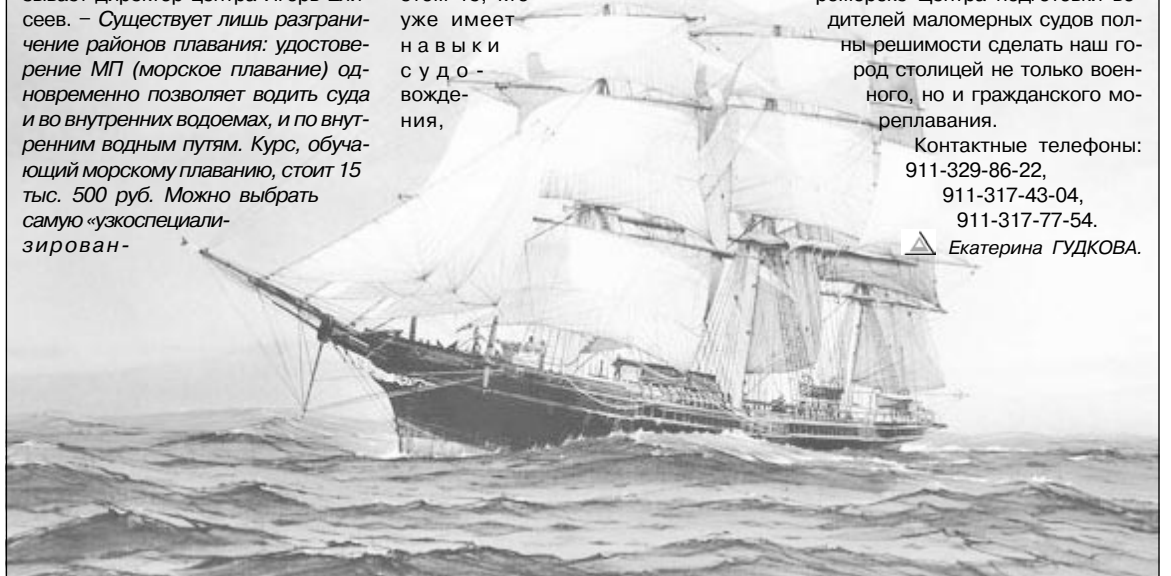 сеев. – Существует лишь разграни-
чение районов плавания: удостове-
рение МП (морское плавание) од-
новременно позволяет водить суда
и во внутренних водоемах, и по внут-
ренним водным путям. Курс, обуча-
ющий морскому плаванию, стоит 15
тыс. 500 руб. Можно выбрать
самую «узкоспециали-
зирован-
уже имеет
навыки
судо-
вожде-
ния,
дителей маломерных судов пол-
ны решимости сделать наш го-
род столицей не только воен-
ного, но и гражданского мо-
реплавания.
Контактные телефоны:
911-329-86-22,
911-317-43-04,
911-317-77-54.
Екатерина ГУДКОВА.